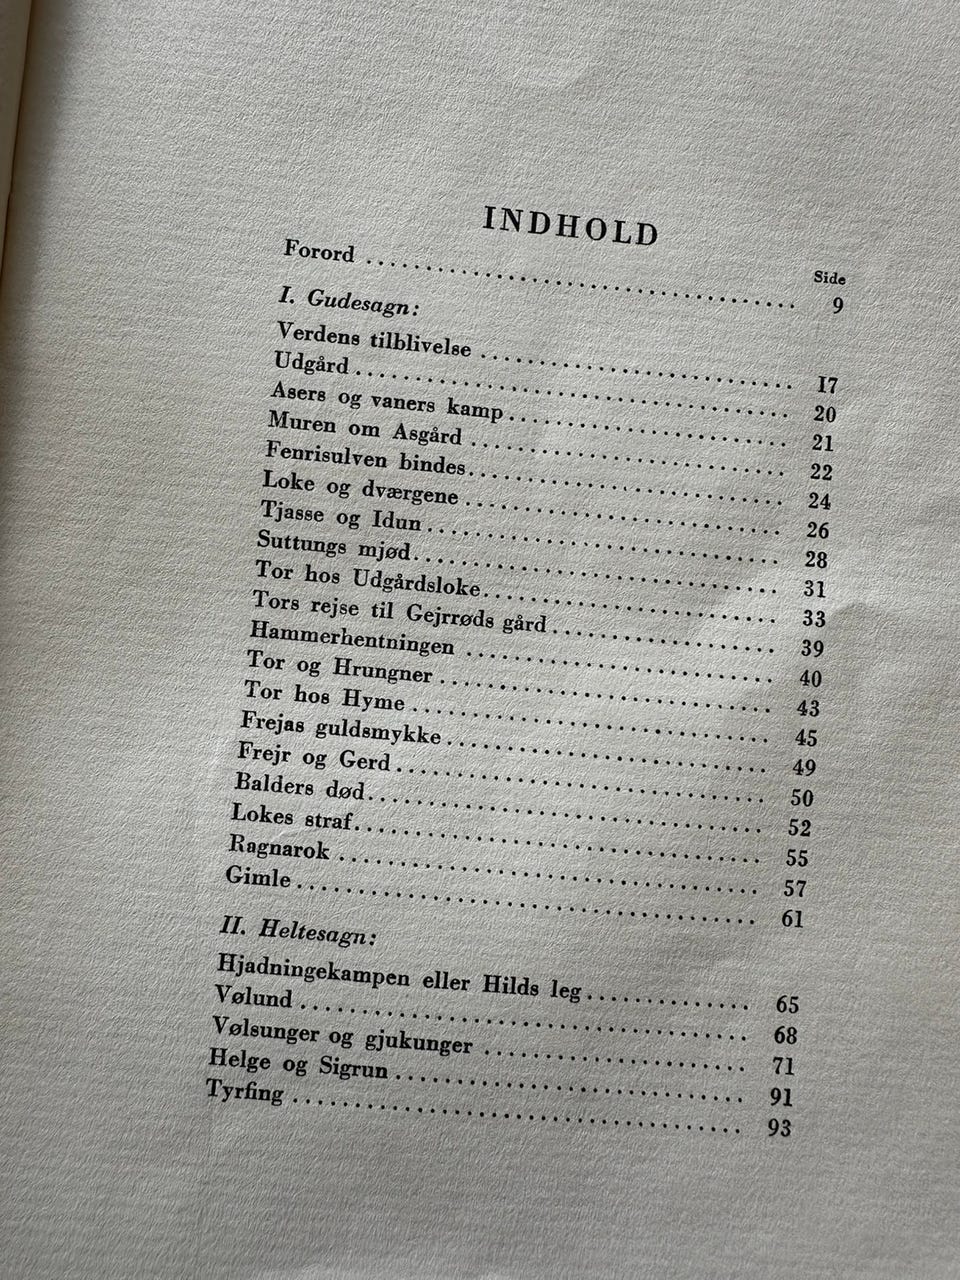 INDHOLD
Side
Forord ........................................ 9
I. Gudesagn:
Verdens tilblivelse ........................... 17
Udgård ........................................ 20
Asers og vaners kamp .......................... 21
Muren om Asgård ............................... 22
Fenrisulven bindes ............................ 24
Loke og dværgene .............................. 26
Tjasse og Idun ................................ 28
Suttungs mjød ................................. 31
Tor hos Udgårdsloke ........................... 33
Tors rejse til Gejrrøds gård .................. 39
Hammerhentningen .............................. 40
Tor og Hrungner ............................... 43
Tor hos Hyme .................................. 45
Frejas guldsmykke ............................. 49
Frejr og Gerd ................................. 50
Balders død ................................... 52
Lokes straf ................................... 55
Ragnarok ...................................... 57
Gimle ......................................... 61
II. Heltesagn:
Hjadningekampen eller Hilds leg ............... 65
Vølund ........................................ 68
Vølsunger og gjukunger ........................ 71
Helge og Sigrun ............................... 91
Tyrfing ....................................... 93